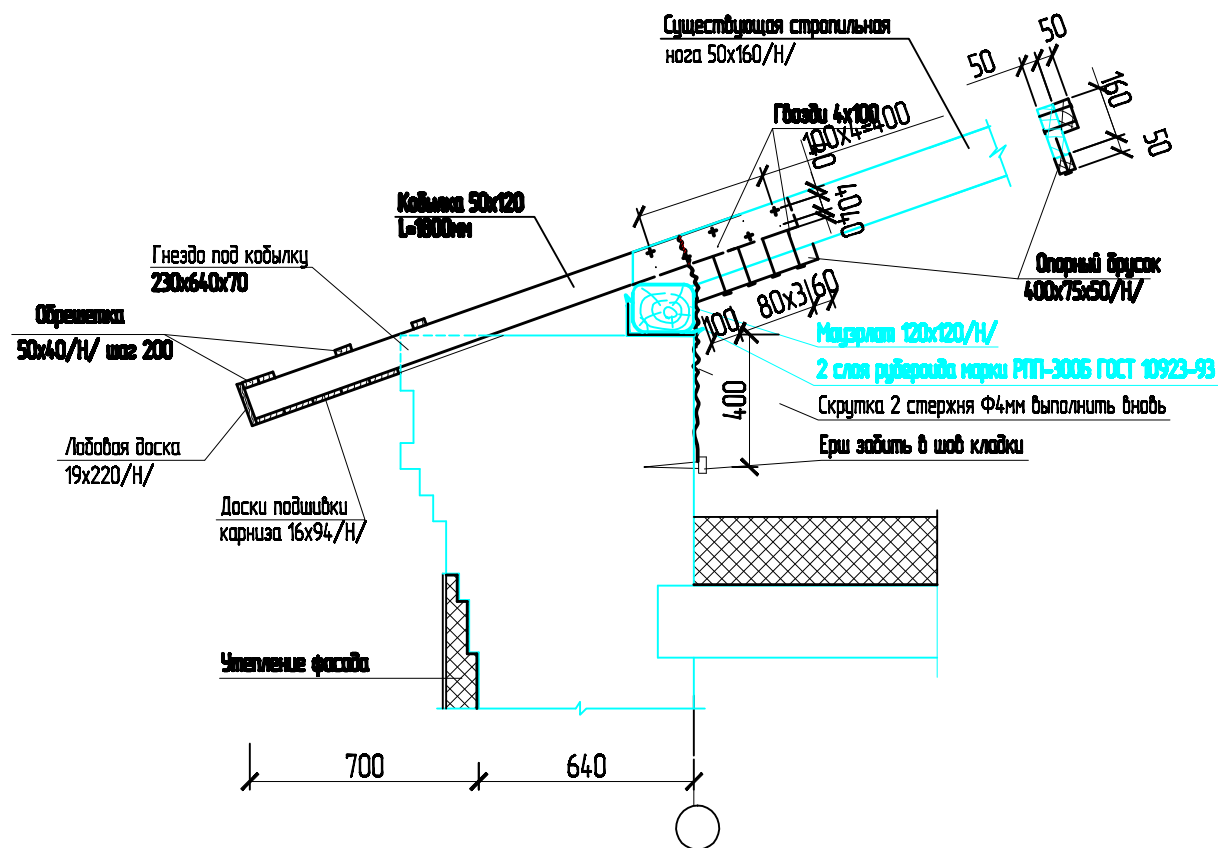 Существующая стропильная
нога 50х160/Н/
50
50
160
50
Гвозди 4х100
100х4=400
40
40
40
Кобылка 50х120
L=1800мм
Гнездо под кобылку
230х640х70
Обрешетка
50х40/Н/ шаг 200
Опорный брусок
400х75х50/Н/
80х3
160
100
Мауэрлат 120х120/Н/
2 слоя рубероида марки РПП-300Б ГОСТ 10923-93
400
Скрутка 2 стержня Ф4мм выполнить вновь
Ерш забить в шов кладки
Лобовая доска
19х220/Н/
Доски подшивки
карниза 16х94/Н/
Утепление фасада
700
640